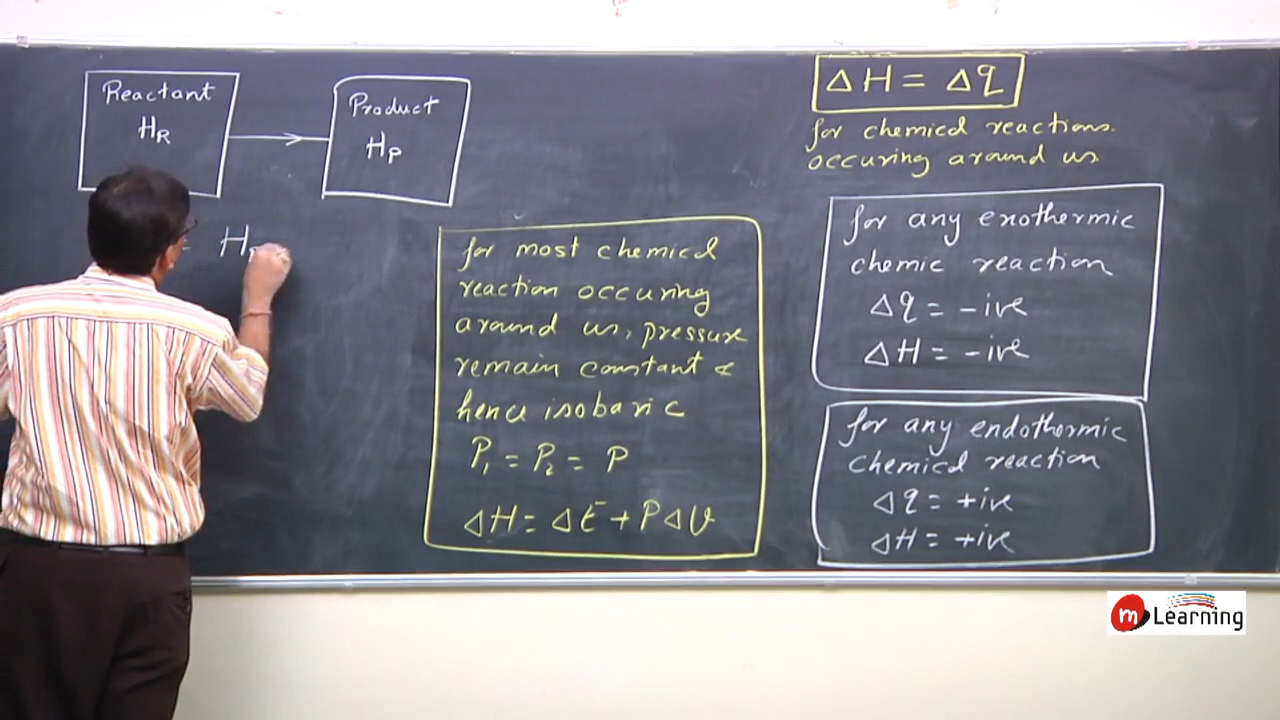 Reactant
HR
Product
HP
= H
for most chemical
reaction occuring
around us, pressure
remain constant &
hence isobaric
P1 = P2 = P
ΔH = ΔE + PΔV
ΔH = Δq
for chemical reactions
occuring around us.
for any exothermic
chemic reaction
Δq = -ive
ΔH = -ive
for any endothermic
chemical reaction
Δq = +ive
ΔH = +ive
m Learning